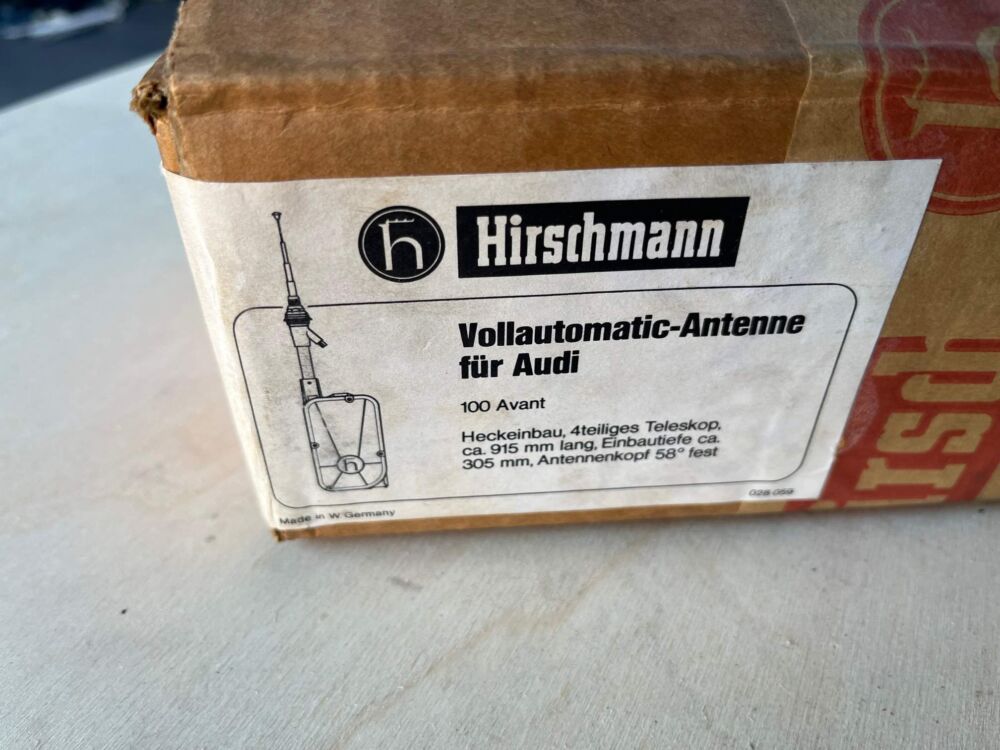 h
Hirschmann
Vollautomatic-Antenne
für Audi
100 Avant
Heckeinbau, 4teiliges Teleskop,
ca. 915 mm lang, Einbautiefe ca.
305 mm, Antennenkopf 58° fest
h
028 059
Made in W. Germany